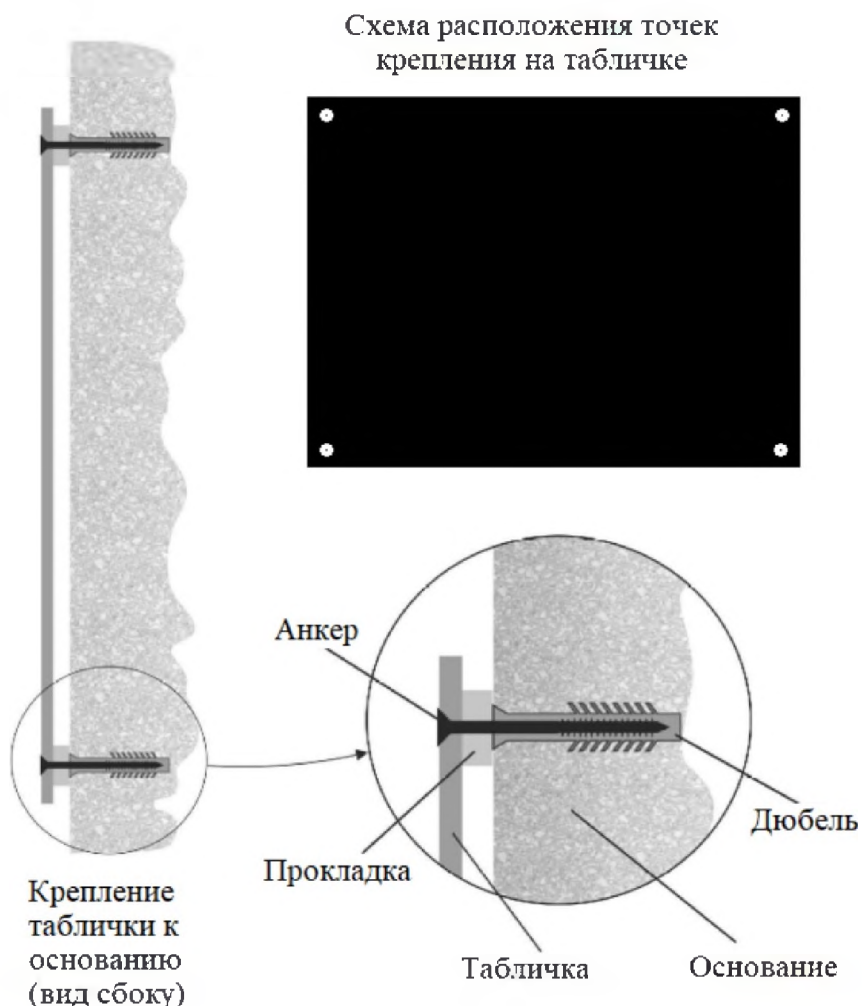 Схема расположения точек
крепления на табличке
Анкер
Дюбель
Прокладка
Крепление
таблички к
основанию
(вид сбоку)
Табличка
Основание